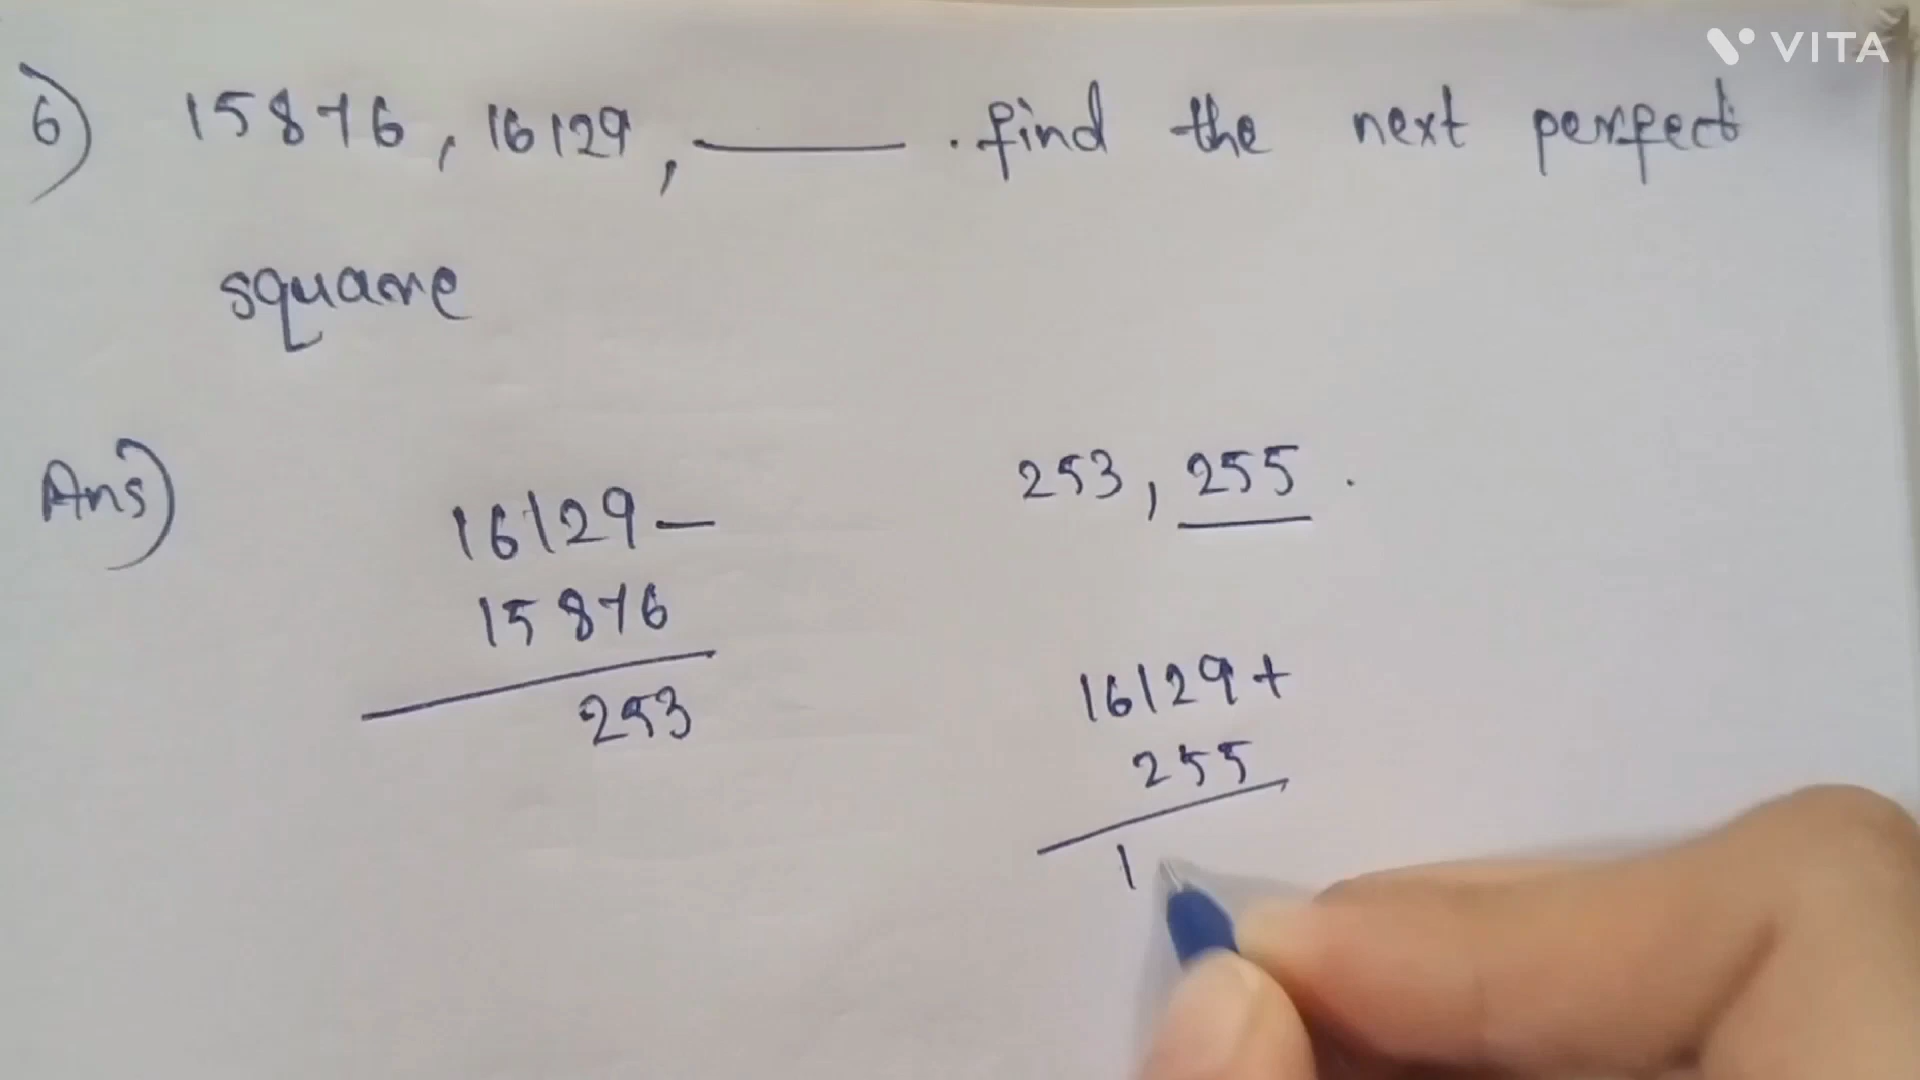 VITA
6) 15876, 16129, ______ . find the next perfect
square
Ans)
16129 -
15876
253
253, 255 .
16129 +
255
1